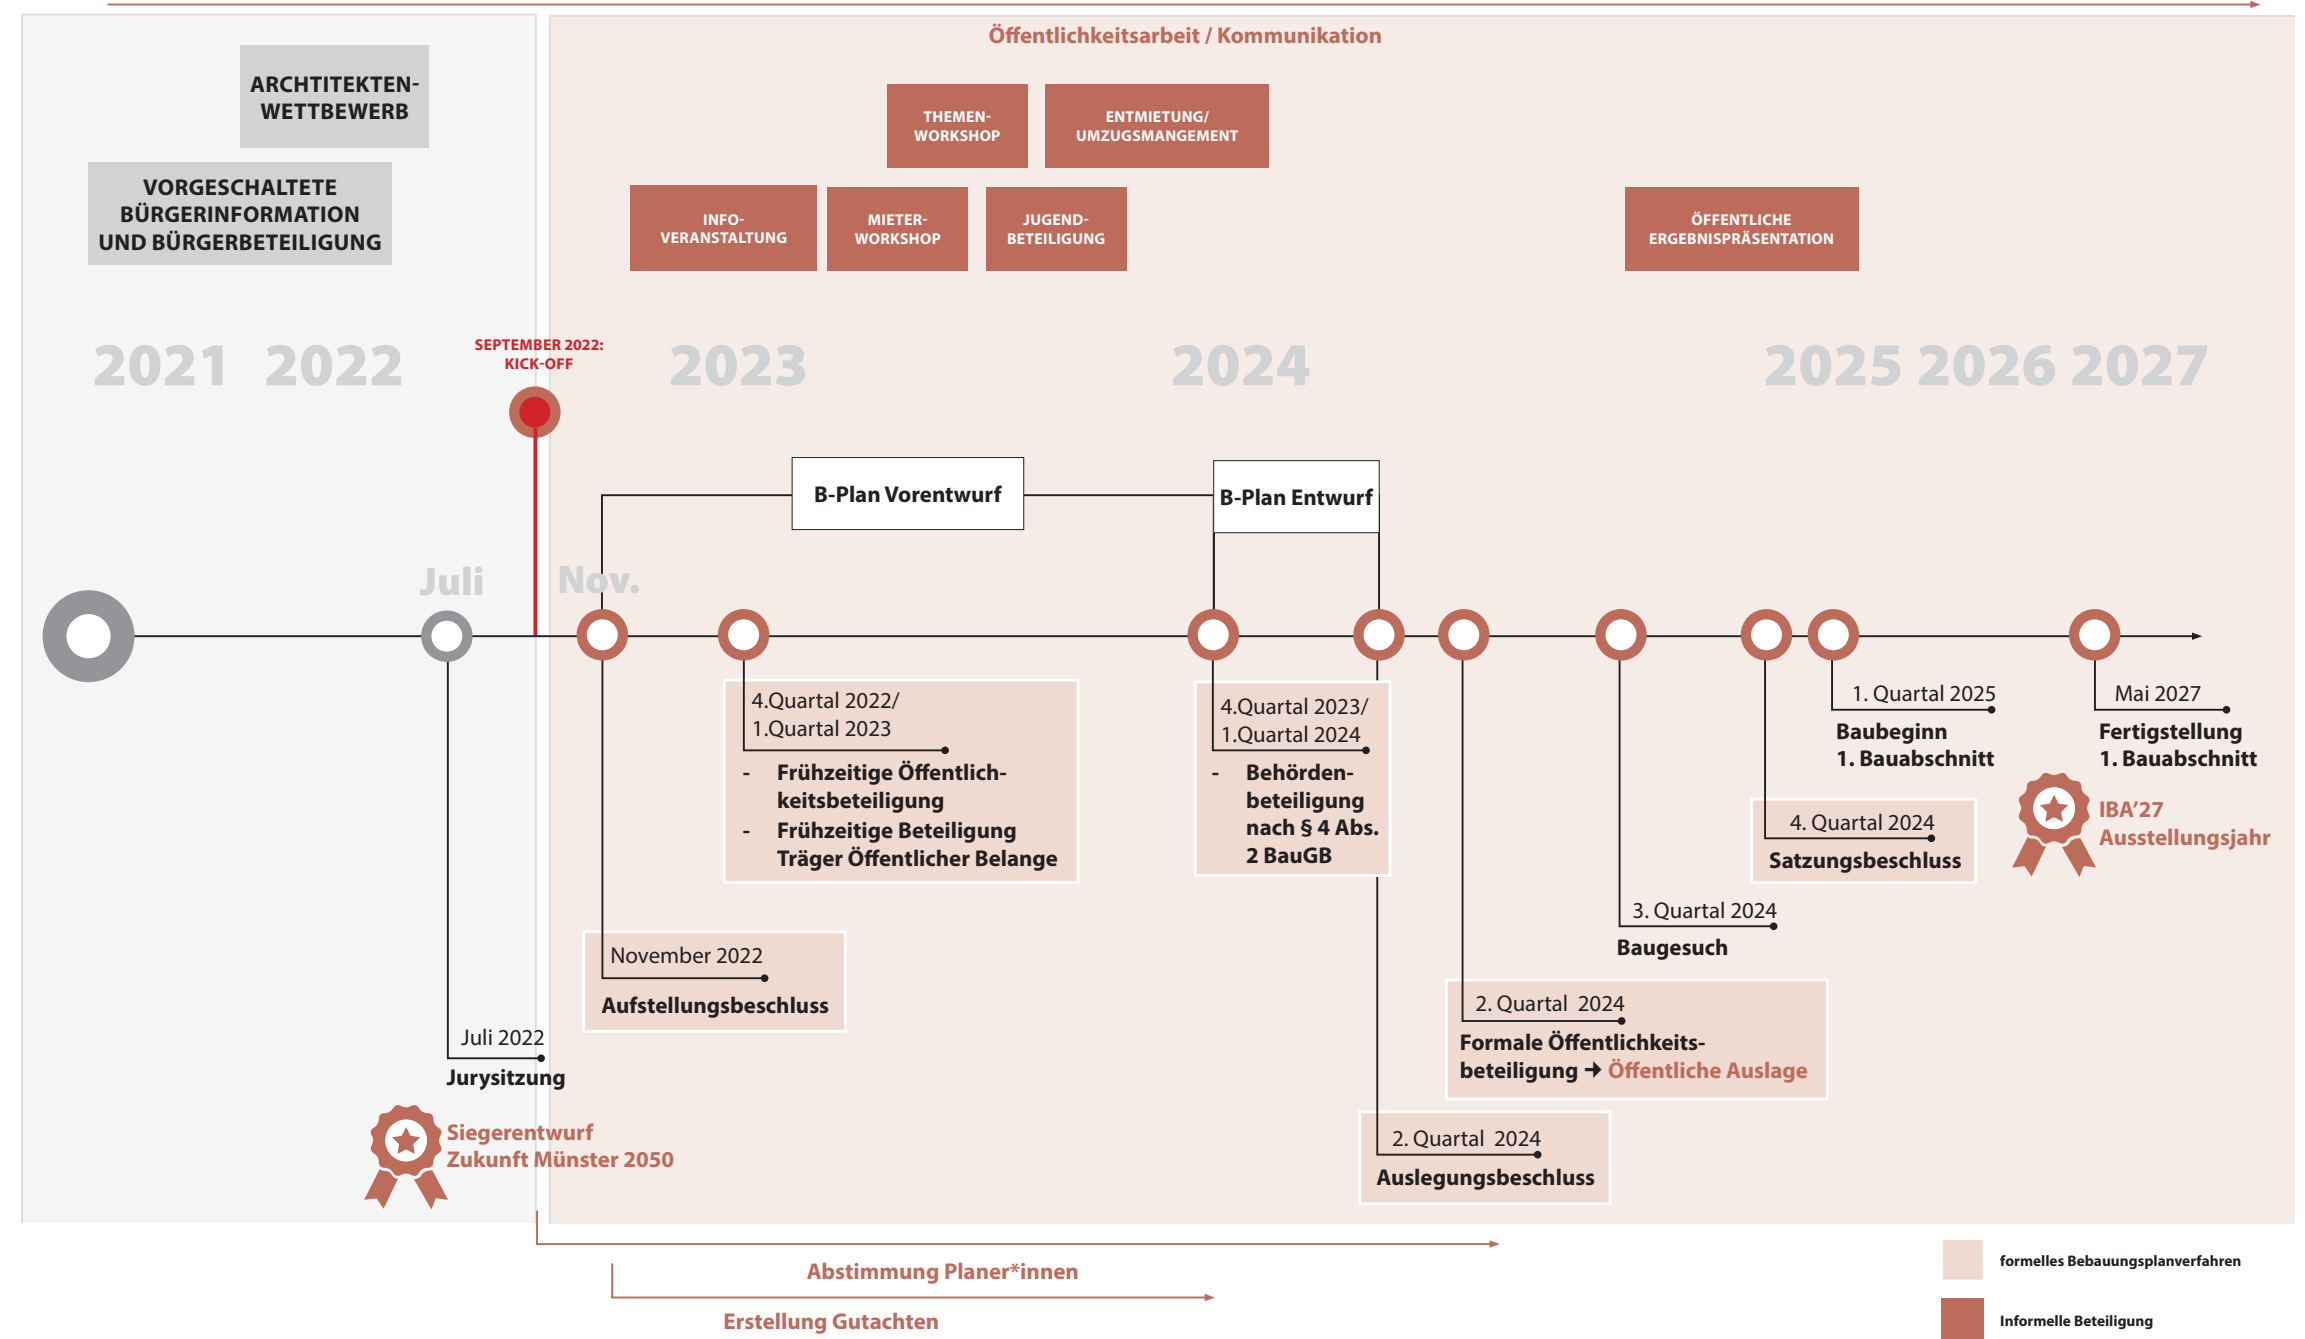 Öffentlichkeitsarbeit / Kommunikation
ARCHTITEKTEN-
WETTBEWERB
VORGESCHALTETE
BÜRGERINFORMATION
UND BÜRGERBETEILIGUNG
THEMEN-
WORKSHOP
ENTMIETUNG/
UMZUGSMANGEMENT
INFO-
VERANSTALTUNG
MIETER-
WORKSHOP
JUGEND-
BETEILIGUNG
ÖFFENTLICHE
ERGEBNISPRÄSENTATION
2021 2022
SEPTEMBER 2022:
KICK-OFF
2023
2024
2025 2026 2027
B-Plan Vorentwurf
B-Plan Entwurf
Juli
Nov.
4.Quartal 2022/
1.Quartal 2023
- Frühzeitige Öffentlich-
keitsbeteiligung
- Frühzeitige Beteiligung
Träger Öffentlicher Belange
4.Quartal 2023/
1.Quartal 2024
- Behörden-
beteiligung
nach § 4 Abs.
2 BauGB
1. Quartal 2025
Baubeginn
1. Bauabschnitt
Mai 2027
Fertigstellung
1. Bauabschnitt
IBA’27
Ausstellungsjahr
4. Quartal 2024
Satzungsbeschluss
3. Quartal 2024
Baugesuch
November 2022
Aufstellungsbeschluss
2. Quartal 2024
Formale Öffentlichkeits-
beteiligung ➔ Öffentliche Auslage
Juli 2022
Jurysitzung
Siegerentwurf
Zukunft Münster 2050
2. Quartal 2024
Auslegungsbeschluss
Abstimmung Planer*innen
Erstellung Gutachten
formelles Bebauungsplanverfahren
Informelle Beteiligung